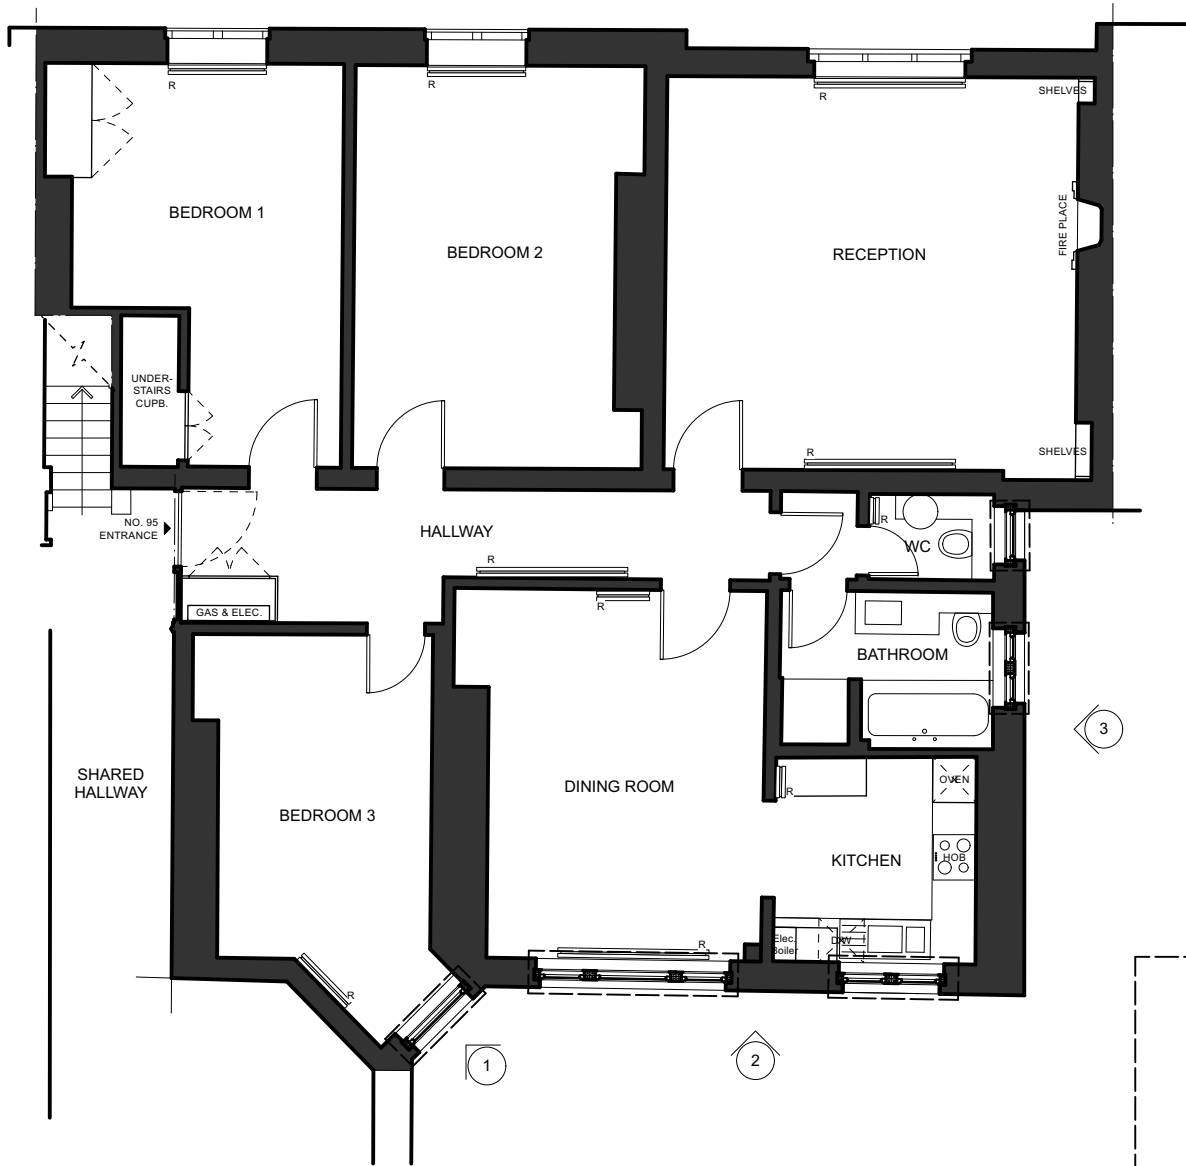 R
R
R
SHELVES
BEDROOM 1
BEDROOM 2
RECEPTION
FIRE PLACE
UNDER-
STAIRS
CUPB.
R
SHELVES
NO. 95
ENTRANCE
HALLWAY
R
WC
R
R
GAS & ELEC.
BATHROOM
3
SHARED
HALLWAY
DINING ROOM
BEDROOM 3
R
OVEN
KITCHEN
HOB
R
Elec.
Boiler
D/W
R
1
2